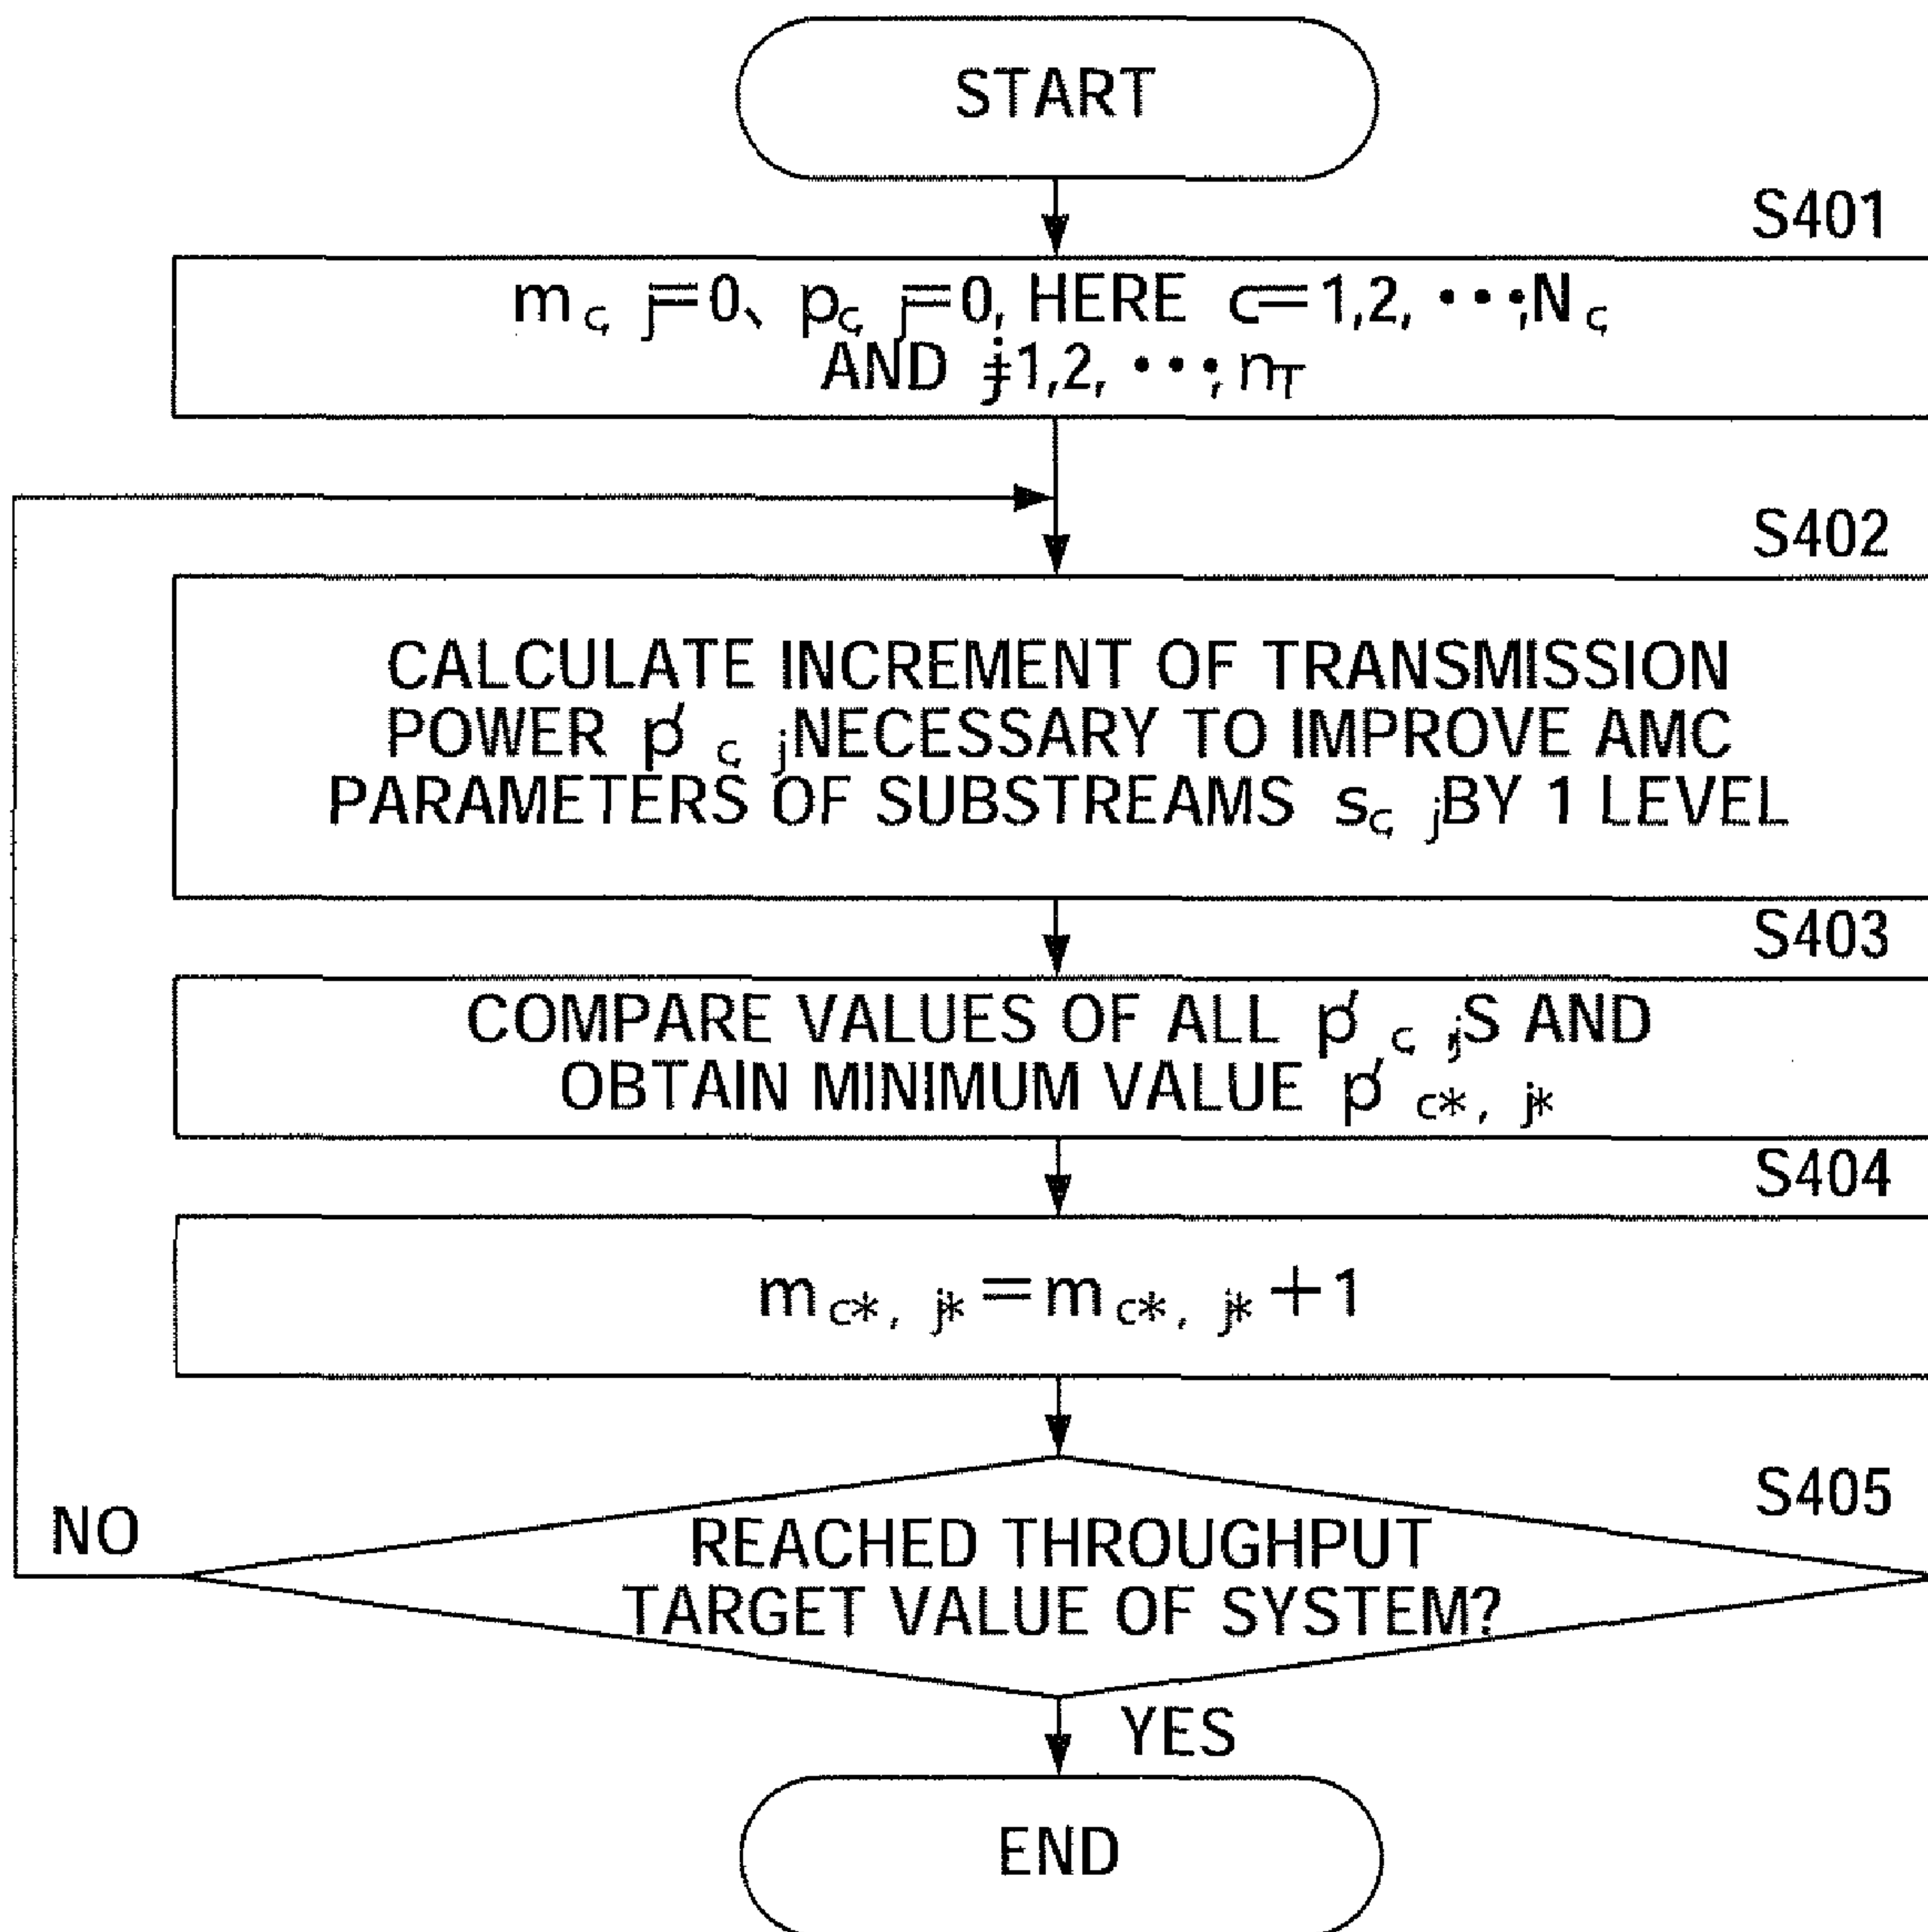 START
S401
m c, j=0、 p c, j=0, HERE c=1,2, ･･･,N c,
AND j=1,2, ･･･, n T
S402
CALCULATE INCREMENT OF TRANSMISSION
POWER p′ c, j NECESSARY TO IMPROVE AMC
PARAMETERS OF SUBSTREAMS s c, j BY 1 LEVEL
S403
COMPARE VALUES OF ALL p′ c, j S AND
OBTAIN MINIMUM VALUE p′ c*, j*
S404
m c*, j* = m c*, j* +1
S405
NO
REACHED THROUGHPUT
TARGET VALUE OF SYSTEM?
YES
END